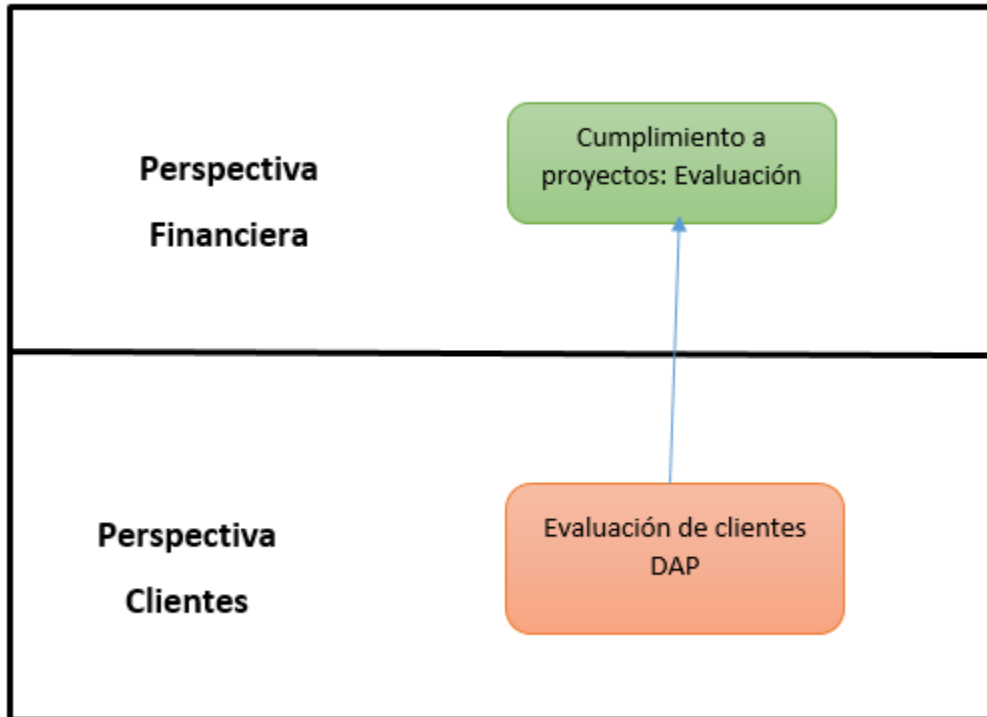 Perspectiva
Financiera
Cumplimiento a
proyectos: Evaluación
Perspectiva
Clientes
Evaluación de clientes
DAP